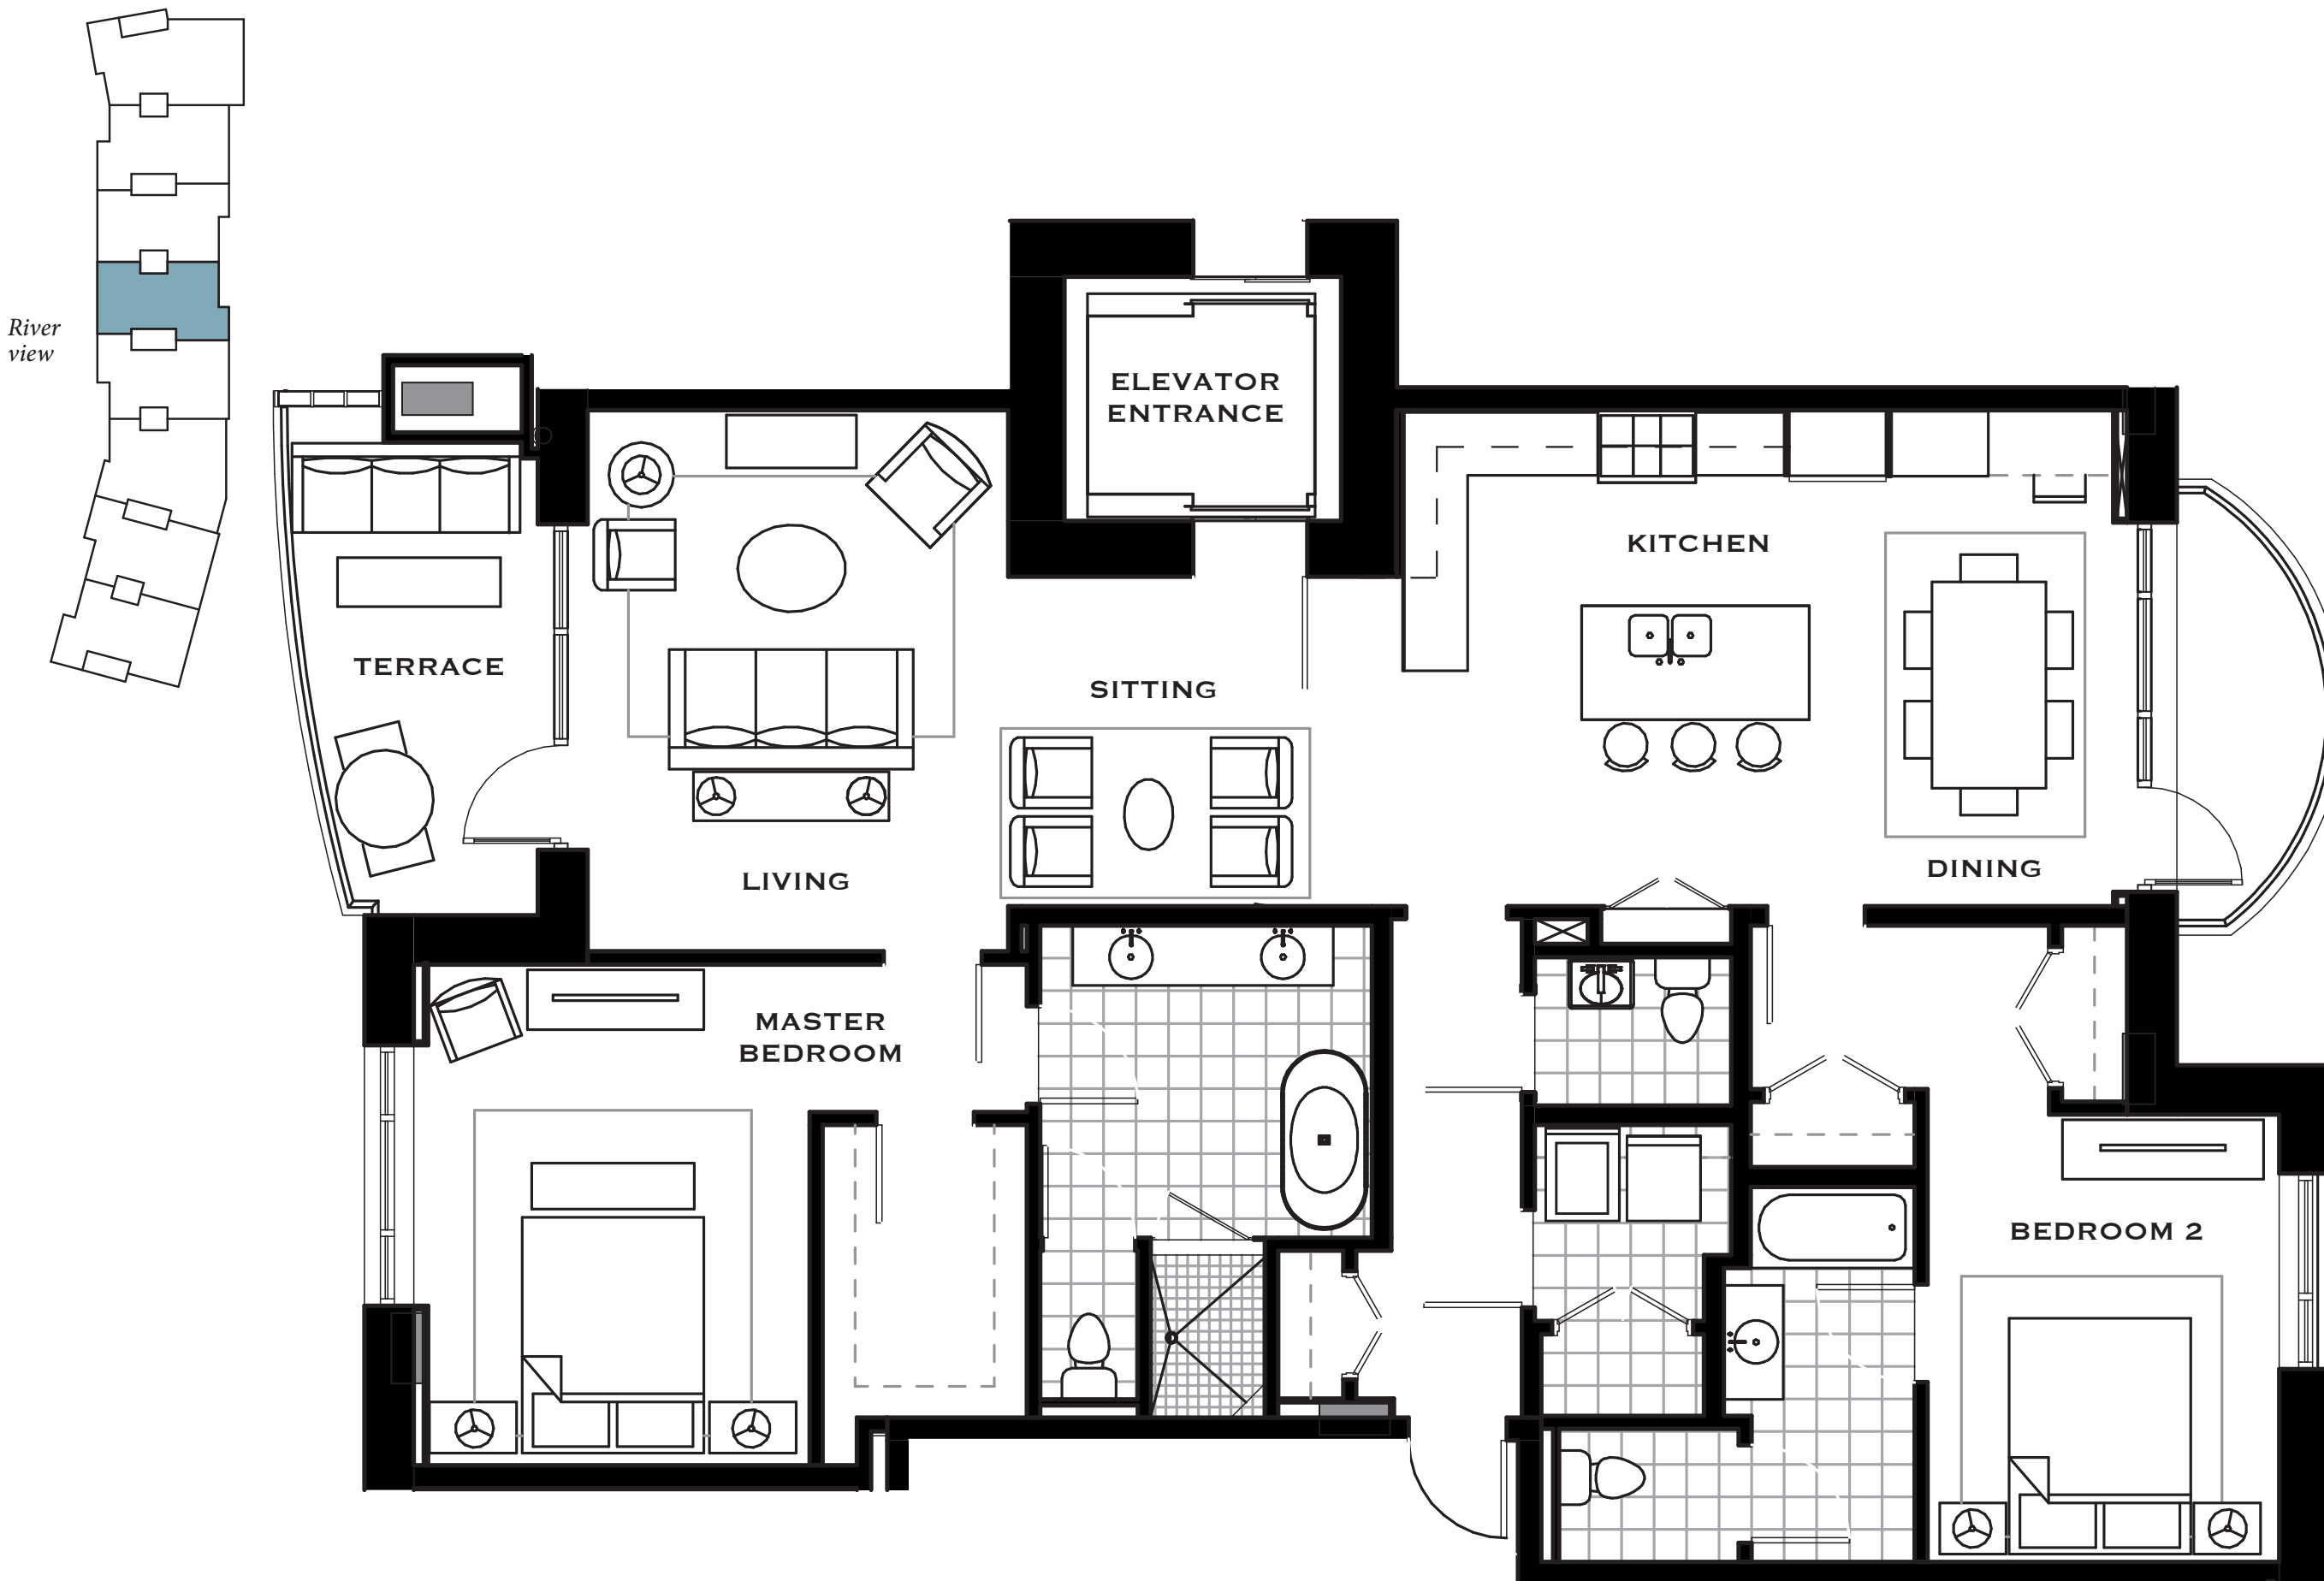 River
view
ELEVATOR
ENTRANCE
KITCHEN
TERRACE
SITTING
LIVING
DINING
MASTER
BEDROOM
BEDROOM 2